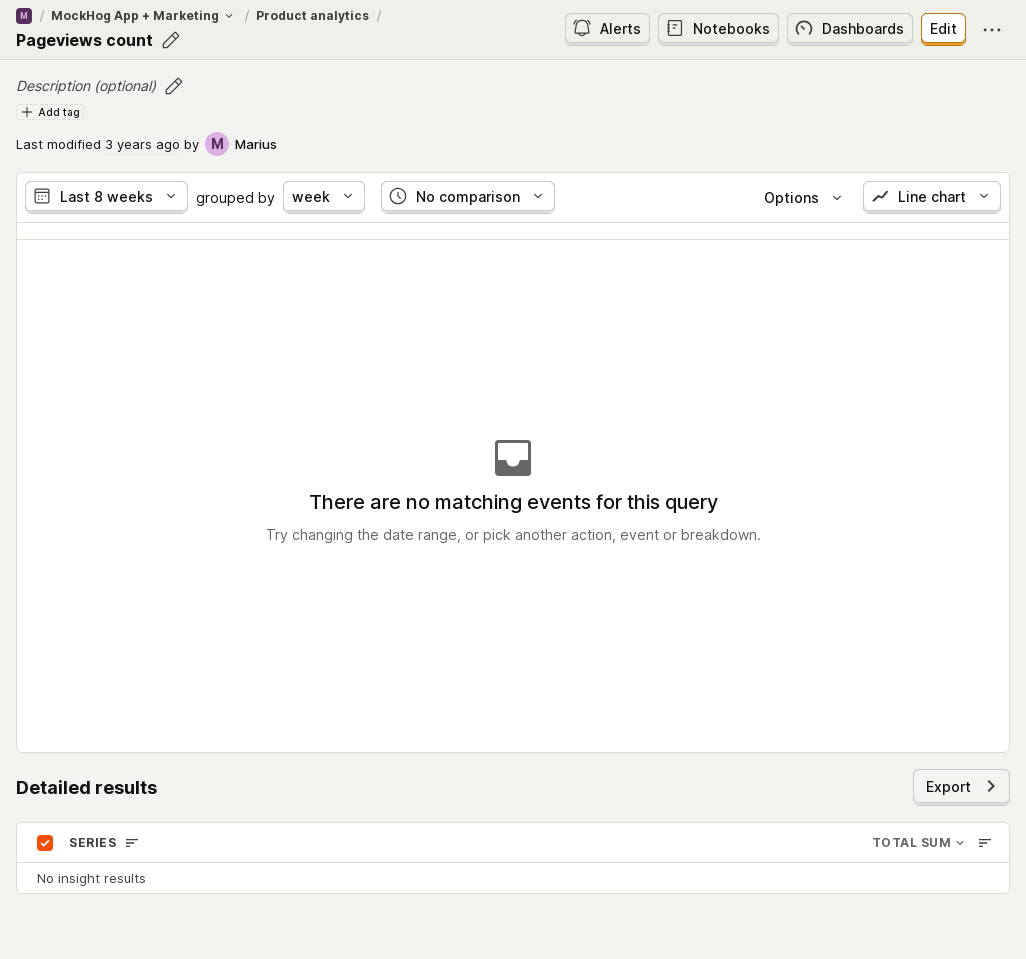 M / MockHog App + Marketing / Product analytics /
Pageviews count
Alerts
Notebooks
Dashboards
Edit
Description (optional)
Add tag
Last modified 3 years ago by M Marius
Last 8 weeks grouped by week No comparison Options Line chart
There are no matching events for this query
Try changing the date range, or pick another action, event or breakdown.
Detailed results
Export
SERIES TOTAL SUM
No insight results